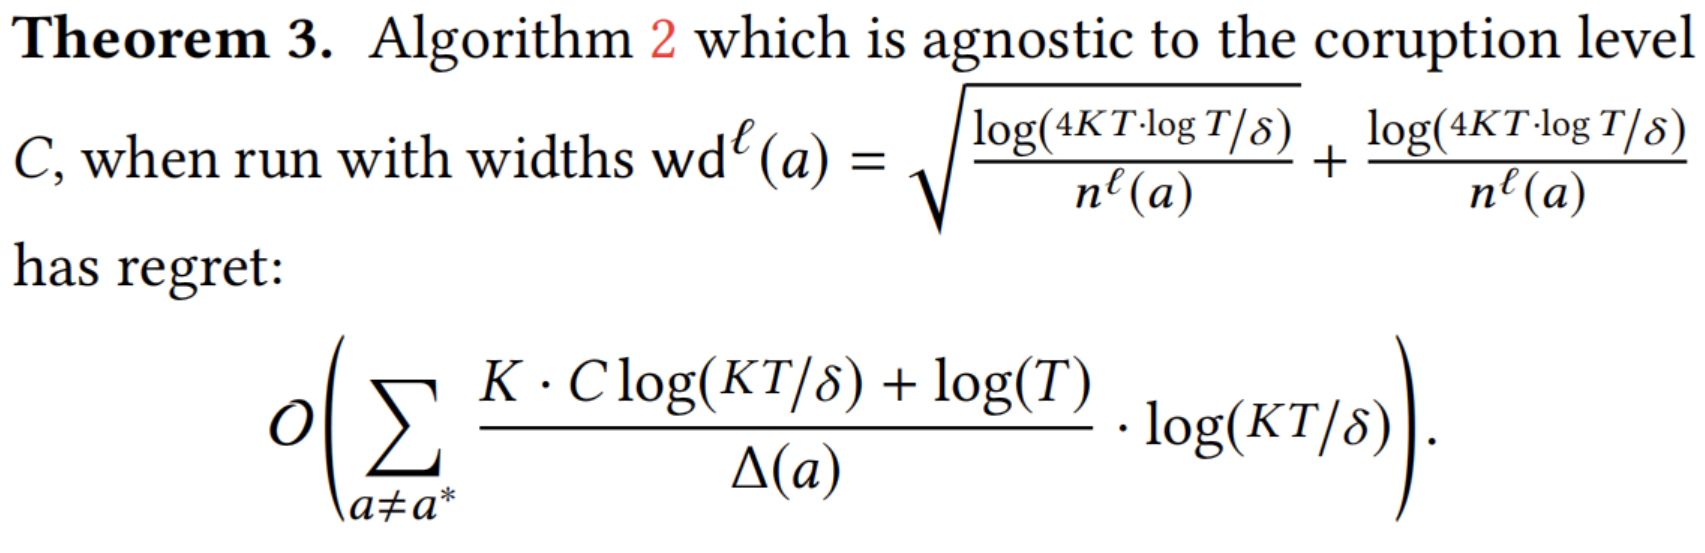 Theorem 3. Algorithm 2 which is agnostic to the coruption level
C, when run with widths wd^ℓ(a) = √(log(4KT·log T/δ) / n^ℓ(a)) + log(4KT·log T/δ) / n^ℓ(a)
has regret:
O(∑_{a≠a*} (K · C log(KT/δ) + log(T)) / Δ(a) · log(KT/δ)).